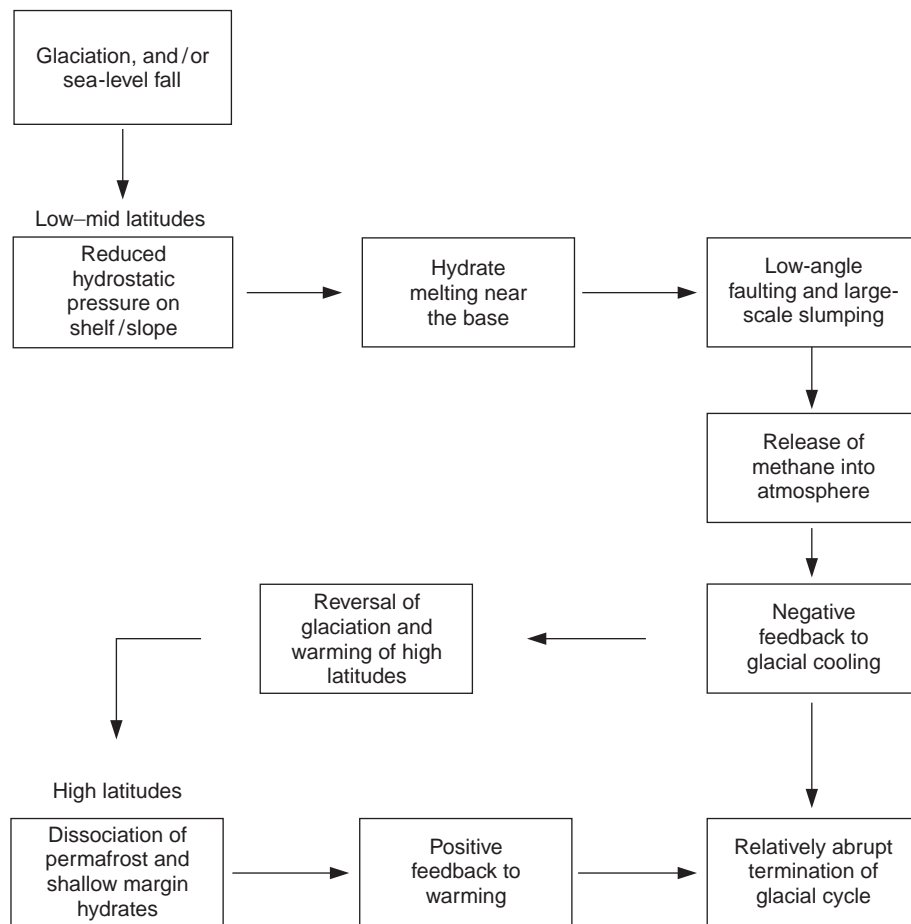 Glaciation, and/or
sea-level fall
Low–mid latitudes
Reduced
hydrostatic
pressure on
shelf/slope
Hydrate
melting near
the base
Low-angle
faulting and large-
scale slumping
Release of
methane into
atmosphere
Negative
feedback to
glacial cooling
Reversal of
glaciation and
warming of high
latitudes
High latitudes
Dissociation of
permafrost and
shallow margin
hydrates
Positive
feedback to
warming
Relatively abrupt
termination of
glacial cycle